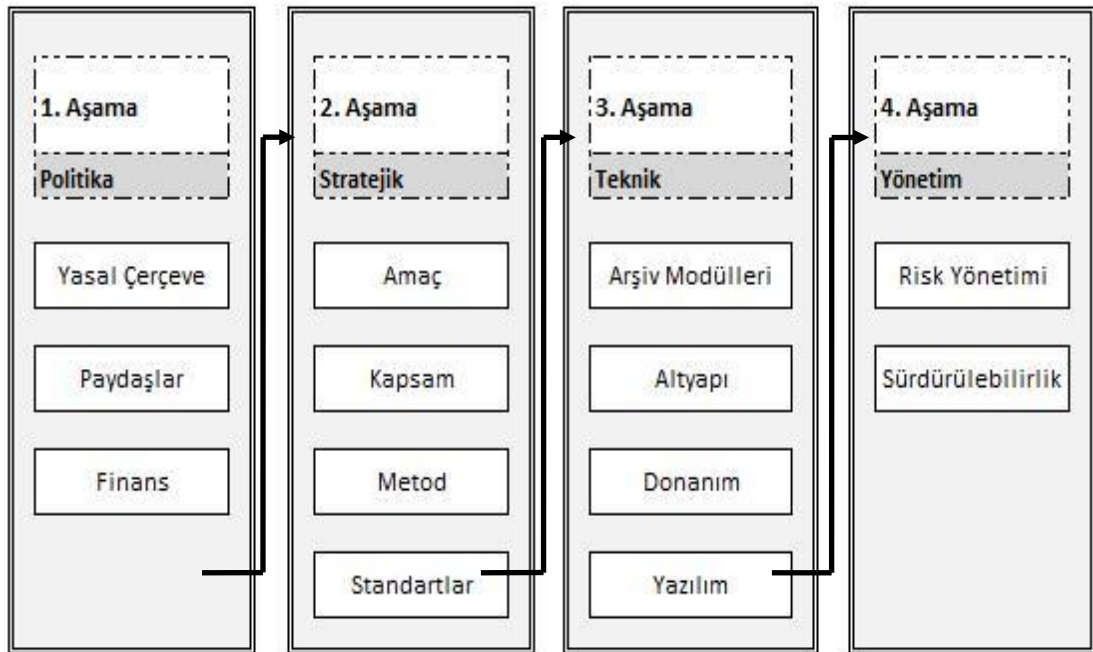 1. Aşama
Politika
Yasal Çerçeve
Paydaşlar
Finans
2. Aşama
Stratejik
Amaç
Kapsam
Metod
Standartlar
3. Aşama
Teknik
Arşiv Modülleri
Altyapı
Donanım
Yazılım
4. Aşama
Yönetim
Risk Yönetimi
Sürdürülebilirlik